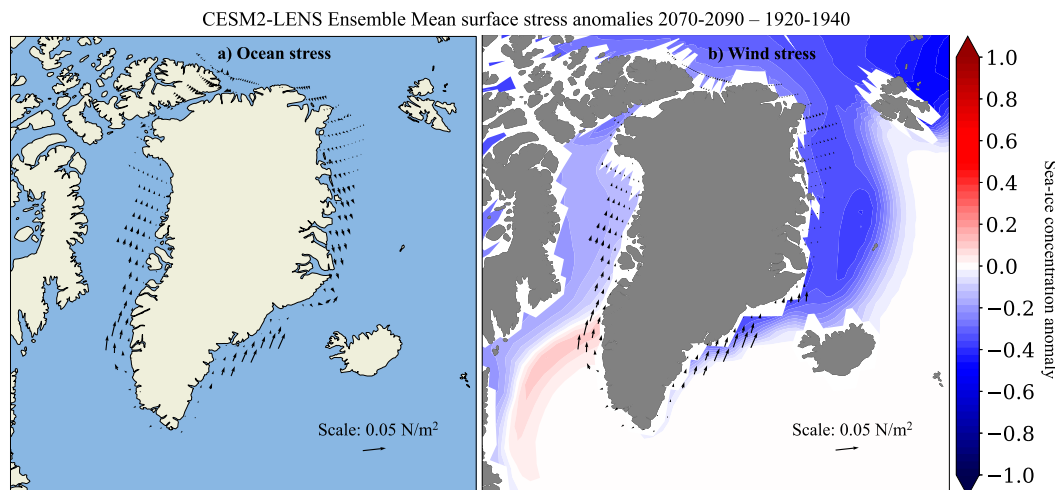 CESM2-LENS Ensemble Mean surface stress anomalies 2070-2090 – 1920-1940
a) Ocean stress
b) Wind stress
Scale: 0.05 N/m²
Scale: 0.05 N/m²
1.0
0.8
0.6
0.4
0.2
0.0
−0.2
−0.4
−0.6
−0.8
−1.0
Sea-ice concentration anomaly